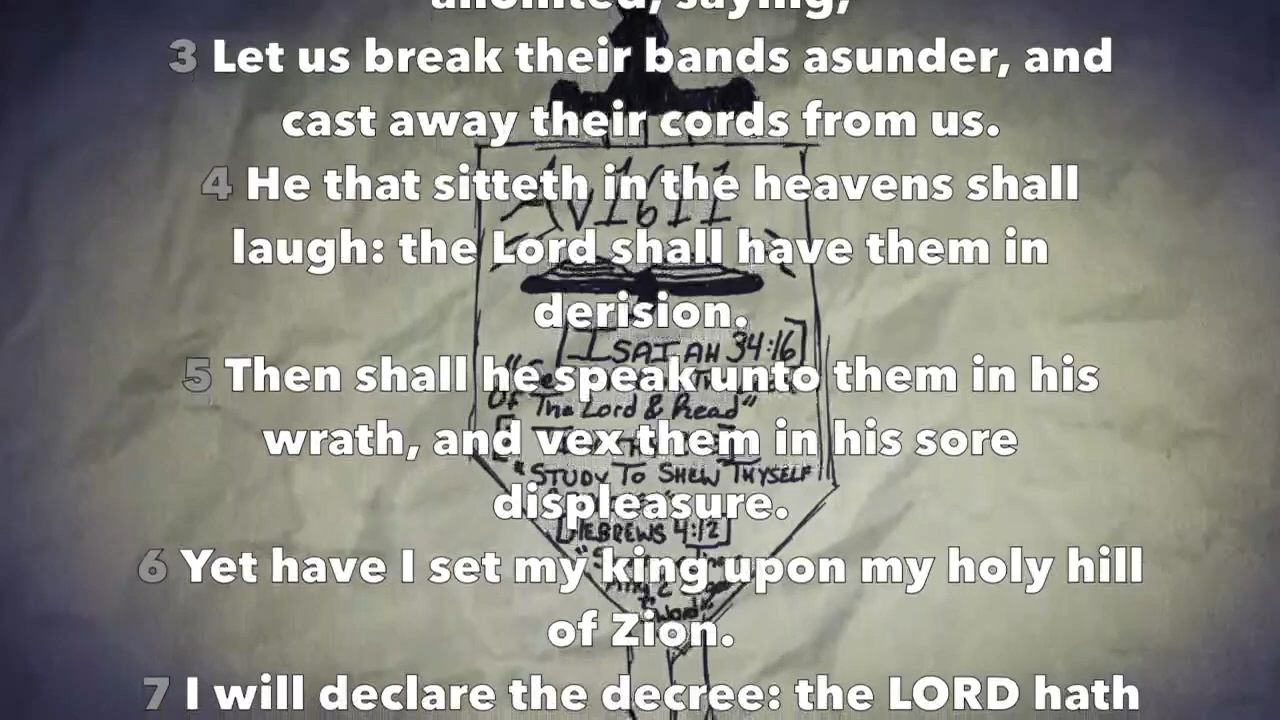 anointed, saying,
3 Let us break their bands asunder, and
cast away their cords from us.
4 He that sitteth in the heavens shall
AV1611
laugh: the Lord shall have them in
derision.
[ISAIAH 34:16]
5 Then shall he speak unto them in his
Of The Lord & Read"
wrath, and vex them in his sore
"STUDY TO SHEW THYSELF
displeasure.
[HEBREWS 4:12]
6 Yet have I set my king upon my holy hill
Word"
of Zion.
7 I will declare the decree: the LORD hath